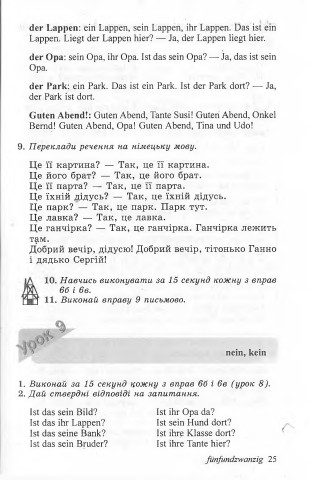 der Lappen: ein Lappen, sein Lappen, ihr Lappen. Das ist ein
Lappen. Liegt der Lappen hier? — Ja, der Lappen liegt hier.
der Opa: sein Opa, ihr Opa. Ist das sein Opa? — Ja, das ist sein
Opa.
der Park: ein Park. Das ist ein Park. Ist der Park dort? — Ja,
der Park ist dort.
Guten Abend!: Guten Abend, Tante Susi! Guten Abend, Onkel
Bernd! Guten Abend, Opa! Guten Abend, Tina und Udo!
9. Переклади речення на німецьку мову.
Це її картина? — Так, це її картина.
Це його брат? — Так, це його брат.
Це її парта? — Так, це її парта.
Це їхній дідусь? — Так, це їхній дідусь.
Це парк? — Так, це парк. Парк тут.
Це лавка? — Так, це лавка.
Це ганчірка? — Так, це ганчірка. Ганчірка лежить
там.
Добрий вечір, дідусю! Добрий вечір, тітонько Ганно
і дядько Сергій!
10. Навчись виконувати за 15 секунд кожну з вправ
6б і 6в.
11. Виконай вправу 9 письмово.
Урок 9
nein, kein
1. Виконай за 15 секунд кожну з вправ 6б і 6в (урок 8).
2. Дай ствердні відповіді на запитання.
Ist das sein Bild? Ist ihr Opa da?
Ist das ihr Lappen? Ist sein Hund dort?
Ist das seine Bank? Ist ihre Klasse dort?
Ist das sein Bruder? Ist ihre Tante hier?
fünfundzwanzig 25